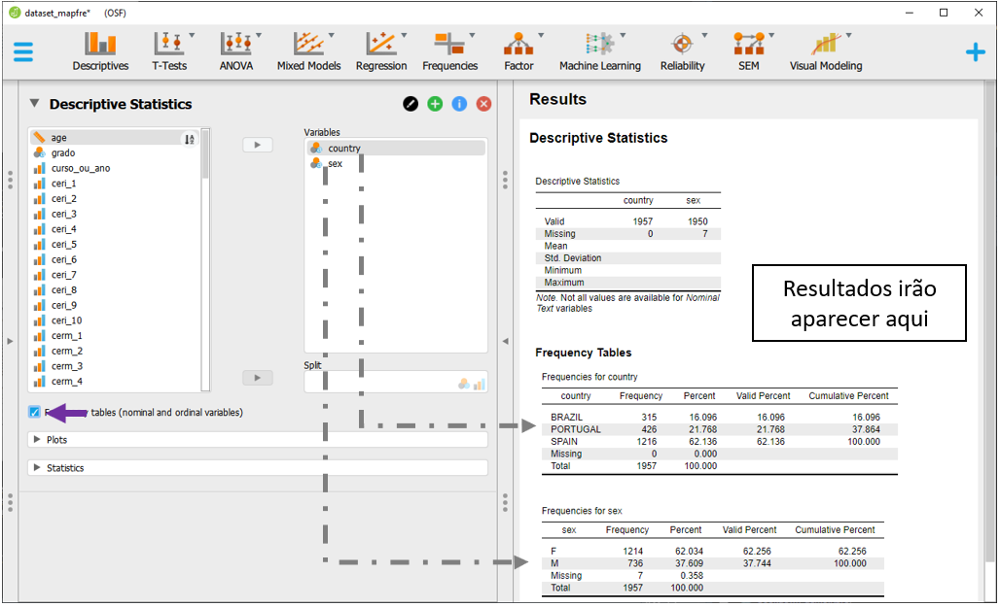 dataset_mapfre* (OSF)
Descriptives T-Tests ANOVA Mixed Models Regression Frequencies Factor Machine Learning Reliability SEM Visual Modeling
Descriptive Statistics
age
grado
curso_ou_ano
ceri_1
ceri_2
ceri_3
ceri_4
ceri_5
ceri_6
ceri_7
ceri_8
ceri_9
ceri_10
cerm_1
cerm_2
cerm_3
cerm_4
Variables
country
sex
Split
tables (nominal and ordinal variables)
Plots
Statistics
Results
Descriptive Statistics
Descriptive Statistics
country sex
Valid 1957 1950
Missing 0 7
Mean
Std. Deviation
Minimum
Maximum
Note. Not all values are available for Nominal
Text variables
Resultados irão
aparecer aqui
Frequency Tables
Frequencies for country
country Frequency Percent Valid Percent Cumulative Percent
BRAZIL 315 16.096 16.096 16.096
PORTUGAL 426 21.768 21.768 37.864
SPAIN 1216 62.136 62.136 100.000
Missing 0 0.000
Total 1957 100.000
Frequencies for sex
sex Frequency Percent Valid Percent Cumulative Percent
F 1214 62.034 62.256 62.256
M 736 37.609 37.744 100.000
Missing 7 0.358
Total 1957 100.000